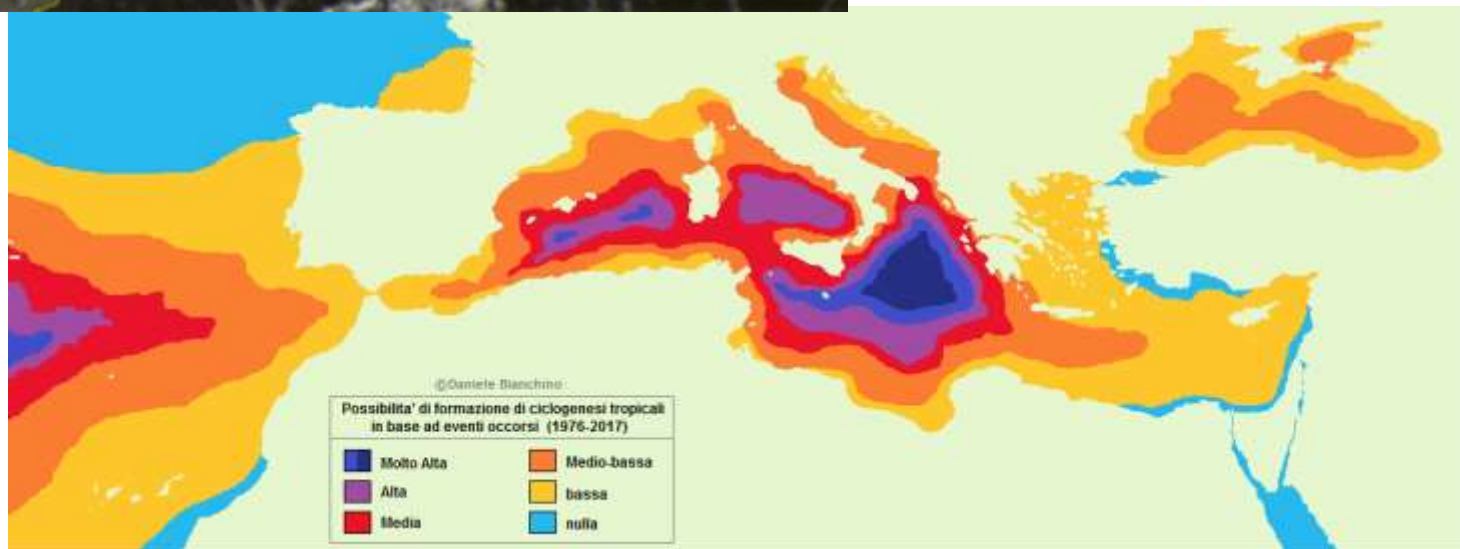 ©Daniele Bianchino
Possibilita' di formazione di ciclogenesi tropicali
in base ad eventi occorsi (1976-2017)
Molto Alta
Medio-bassa
Alta
bassa
Media
nulla